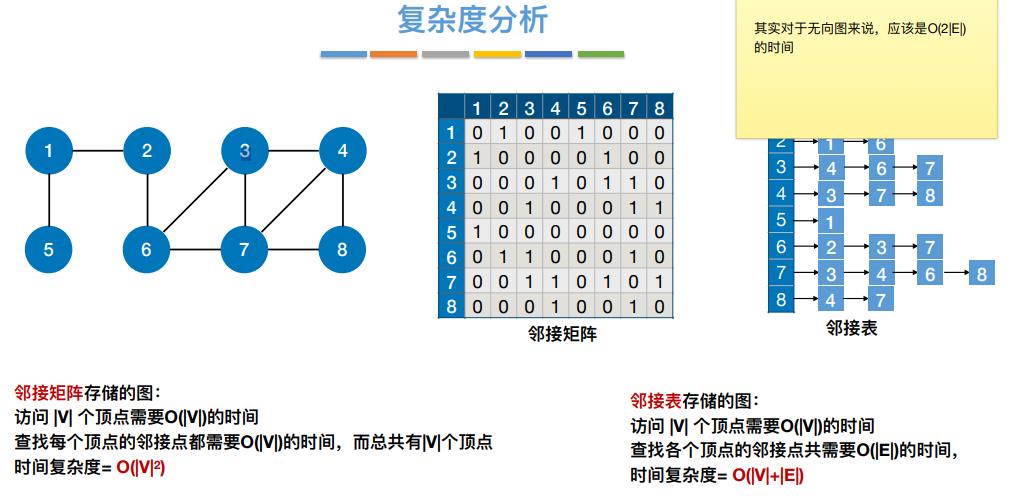 复杂度分析
其实对于无向图来说，应该是O(2|E|)
的时间
1 2 3 4
5 6 7 8
1 2 3 4 5 6 7 8
1 0 1 0 0 1 0 0 0
2 1 0 0 0 0 1 0 0
3 0 0 0 1 0 1 1 0
4 0 0 1 0 0 0 1 1
5 1 0 0 0 0 0 0 0
6 0 1 1 0 0 0 1 0
7 0 0 1 1 0 1 0 1
8 0 0 0 1 0 0 1 0
邻接矩阵
2 1 6
3 4 6 7
4 3 7 8
5 1
6 2 3 7
7 3 4 6 8
8 4 7
邻接表
邻接矩阵存储的图：
访问 |V| 个顶点需要O(|V|)的时间
查找每个顶点的邻接点都需要O(|V|)的时间，而总共有|V|个顶点
时间复杂度= O(|V|²)
邻接表存储的图：
访问 |V| 个顶点需要O(|V|)的时间
查找各个顶点的邻接点共需要O(|E|)的时间，
时间复杂度= O(|V|+|E|)